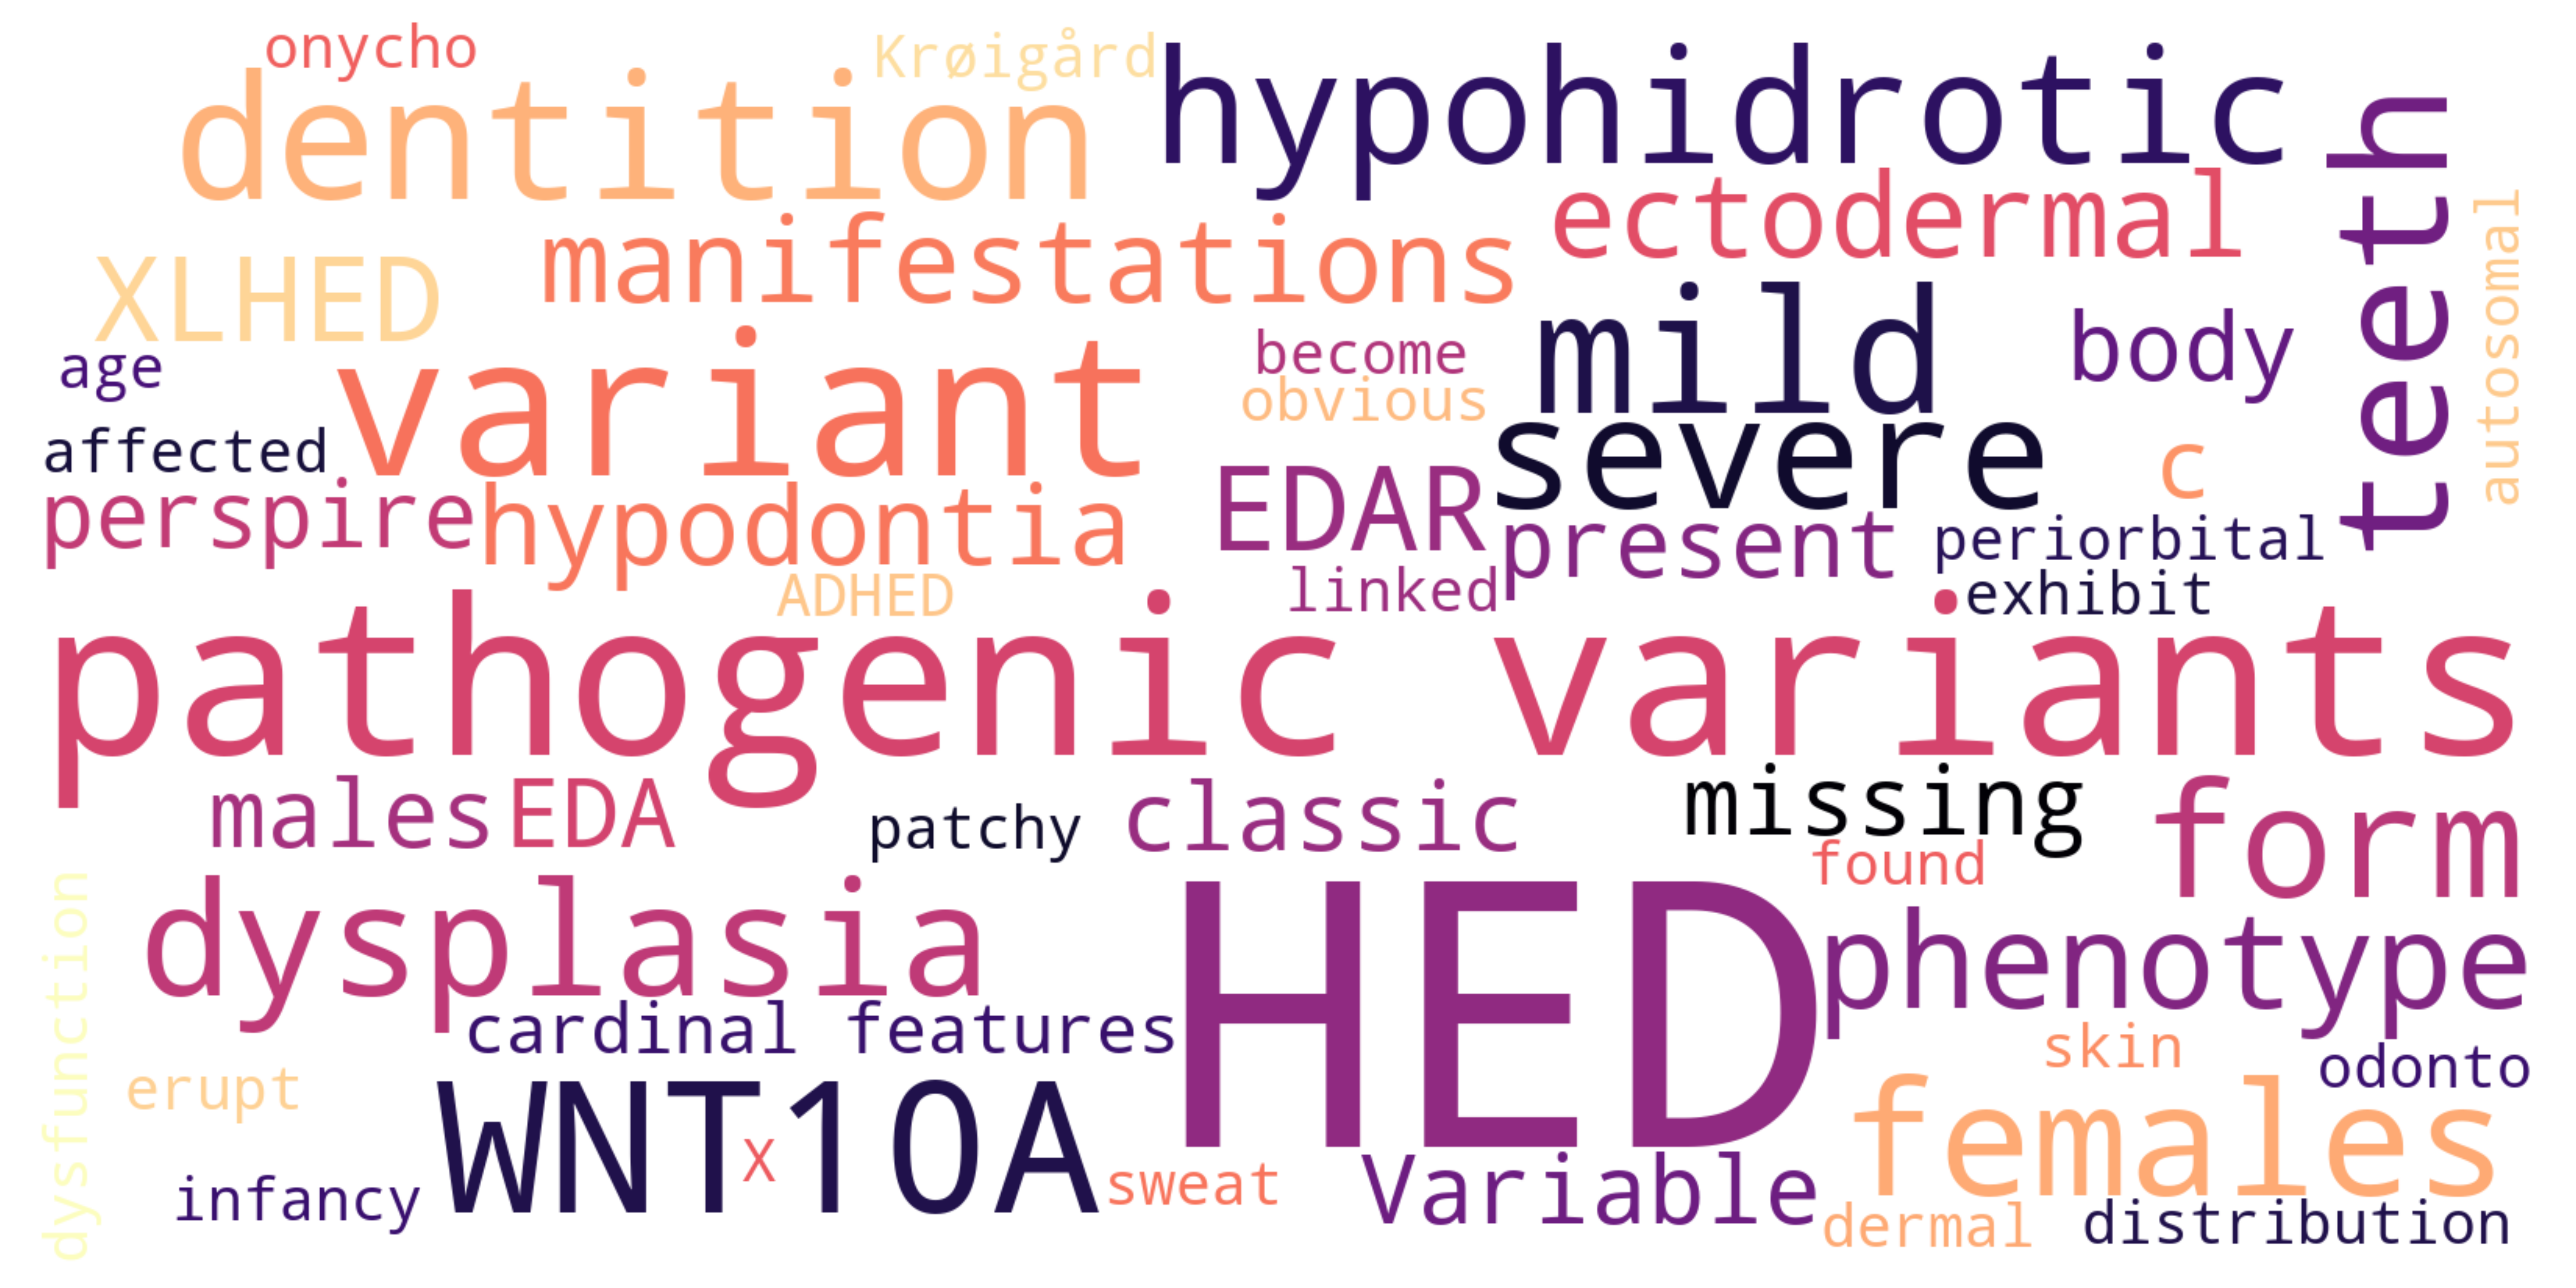 onycho
Krøigård
dentition
hypohidrotic
teeth
ectodermal
autosomal
manifestations
XLHED
mild
body
variant
become
age
obvious
affected
severe
c
EDAR
perspire
hypodontia
present
periorbital
ADHED
linked
exhibit
pathogenic variants
males
EDA
patchy
classic
missing
form
found
dysfunction
dysplasia
HED
phenotype
cardinal features
skin
odonto
erupt
WNT10A
X
females
sweat
infancy
Variable
dermal
distribution